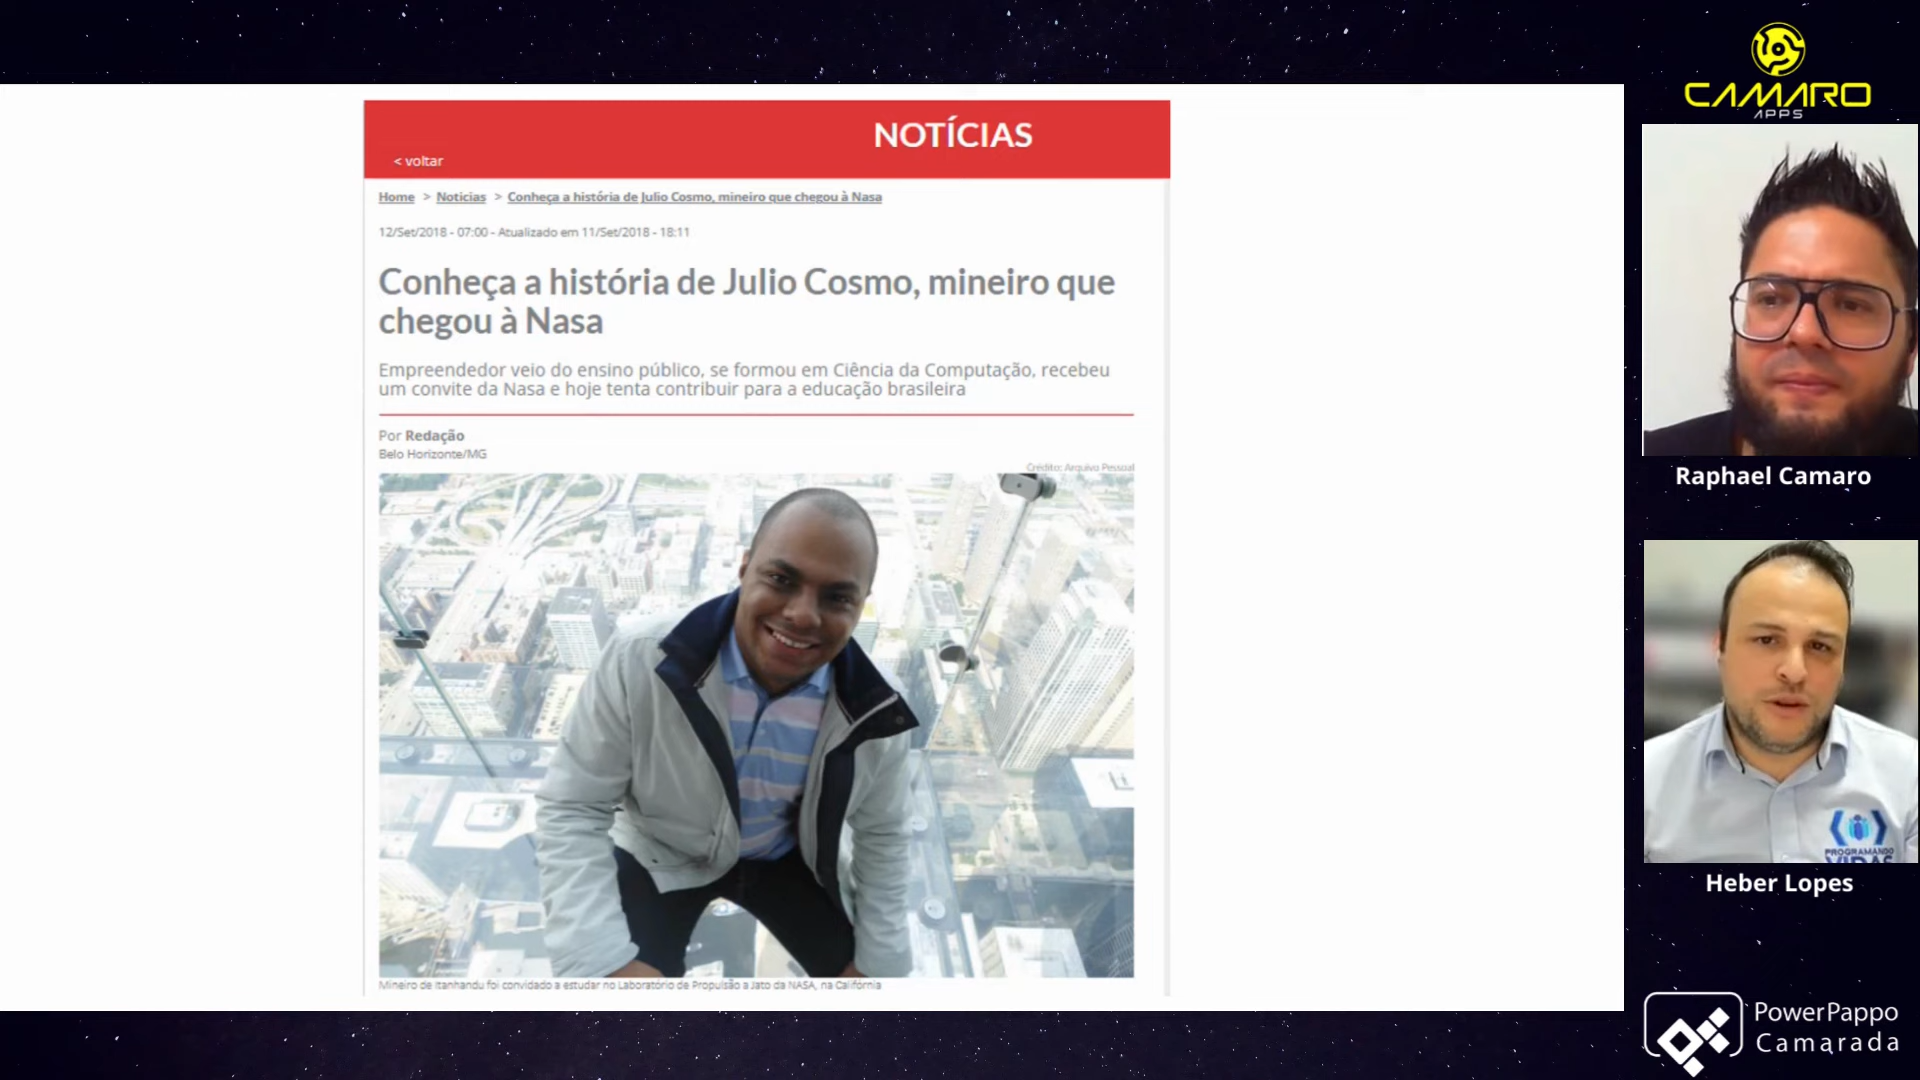 NOTÍCIAS
< voltar
Home > Noticias > Conheça a história de Julio Cosmo, mineiro que chegou à Nasa
12/Set/2018 - 07:00 - Atualizado em 11/Set/2018 - 18:11
Conheça a história de Julio Cosmo, mineiro que
chegou à Nasa
Empreendedor veio do ensino público, se formou em Ciência da Computação, recebeu
um convite da Nasa e hoje tenta contribuir para a educação brasileira
Por Redação
Belo Horizonte/MG
Crédito: Arquivo Pessoal
Mineiro de Itanhandu foi convidado a estudar no Laboratório de Propulsão a Jato da NASA, na Califórnia
CAMARO
APPS
Raphael Camaro
PROGRAMANDO
VIDAS
Heber Lopes
PowerPappo
Camarada